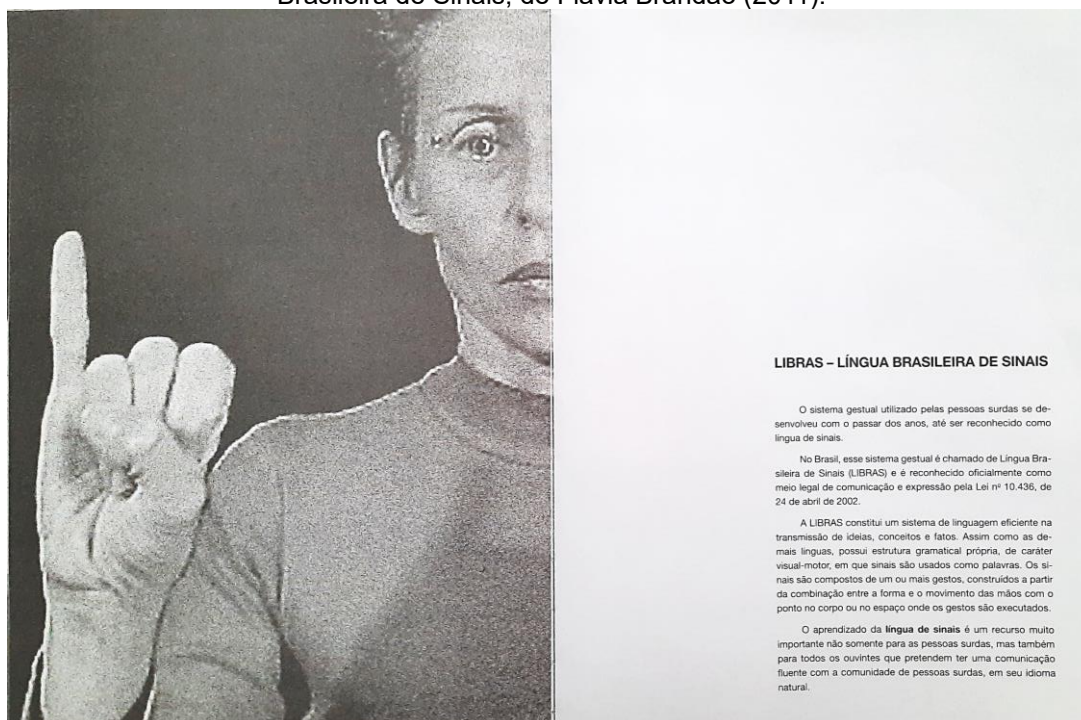 Brasileira de Sinais, de Flávia Brandão (2011).
LIBRAS – LÍNGUA BRASILEIRA DE SINAIS
O sistema gestual utilizado pelas pessoas surdas se de-
senvolveu com o passar dos anos, até ser reconhecido como
língua de sinais.
No Brasil, esse sistema gestual é chamado de Língua Bra-
sileira de Sinais (LIBRAS) e é reconhecido oficialmente como
meio legal de comunicação e expressão pela Lei nº 10.436, de
24 de abril de 2002.
A LIBRAS constitui um sistema de linguagem eficiente na
transmissão de ideias, conceitos e fatos. Assim como as de-
mais línguas, possui estrutura gramatical própria, de caráter
visual-motor, em que sinais são usados como palavras. Os si-
nais são compostos de um ou mais gestos, construídos a partir
da combinação entre a forma e o movimento das mãos com o
ponto no corpo ou no espaço onde os gestos são executados.
O aprendizado da língua de sinais é um recurso muito
importante não somente para as pessoas surdas, mas também
para todos os ouvintes que pretendem ter uma comunicação
fluente com a comunidade de pessoas surdas, em seu idioma
natural.